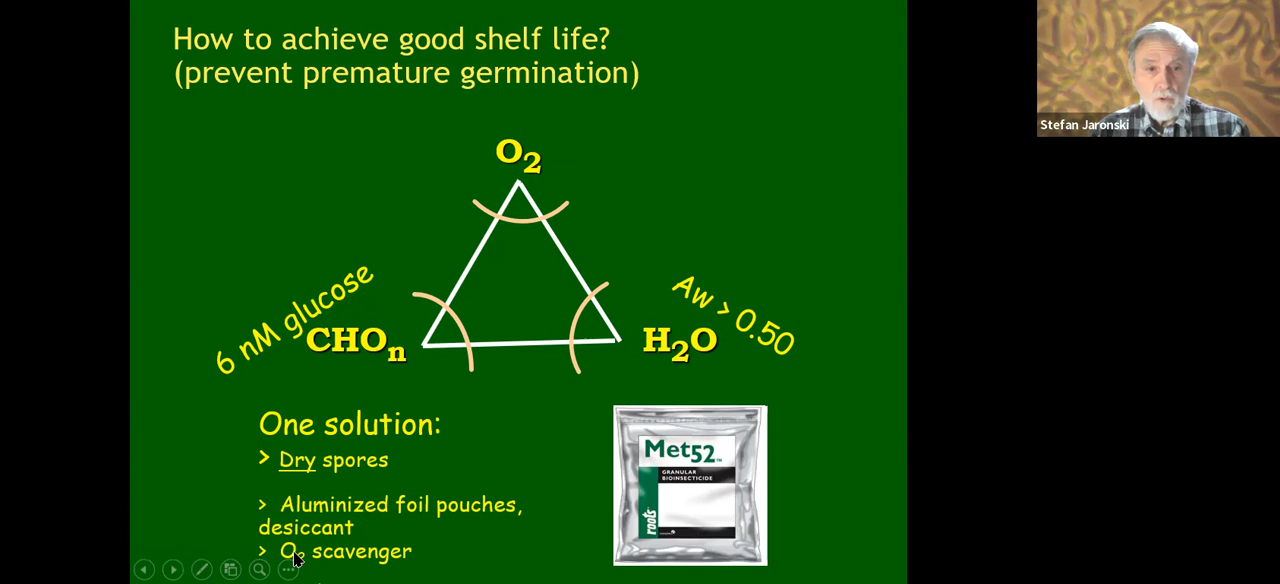 How to achieve good shelf life?
(prevent premature germination)
Stefan Jaronski
O2
6 nM glucose
CHOn
Aw > 0.50
H2O
One solution:
> Dry spores
> Aluminized foil pouches,
desiccant
> O2 scavenger
Met52™
GRANULAR
BIOINSECTICIDE
roots